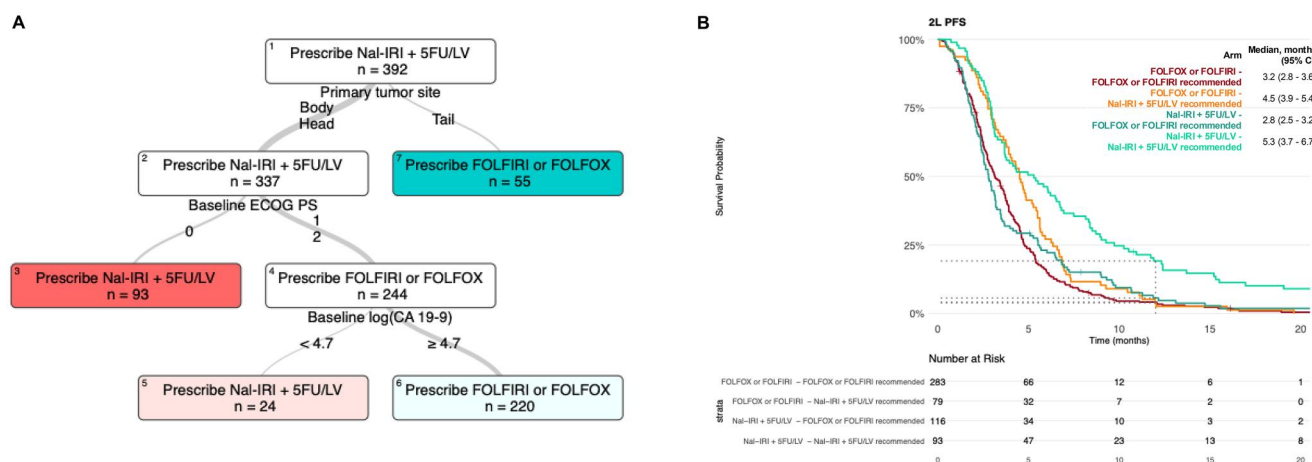 A
1
Prescribe Nal-IRI + 5FU/LV
n = 392
Primary tumor site
Body
Head
Tail
2
Prescribe Nal-IRI + 5FU/LV
n = 337
7
Prescribe FOLFIRI or FOLFOX
n = 55
Baseline ECOG PS
0
1
2
3
Prescribe Nal-IRI + 5FU/LV
n = 93
4
Prescribe FOLFIRI or FOLFOX
n = 244
Baseline log(CA 19-9)
< 4.7
≥ 4.7
5
Prescribe Nal-IRI + 5FU/LV
n = 24
6
Prescribe FOLFIRI or FOLFOX
n = 220
B
2L PFS
Survival Probability
100%
75%
50%
25%
0%
Arm
Median, month
(95% C
FOLFOX or FOLFIRI -
FOLFOX or FOLFIRI recommended
3.2 (2.8 - 3.6
FOLFOX or FOLFIRI -
Nal-IRI + 5FU/LV recommended
4.5 (3.9 - 5.4
Nal-IRI + 5FU/LV -
FOLFOX or FOLFIRI recommended
2.8 (2.5 - 3.2
Nal-IRI + 5FU/LV -
Nal-IRI + 5FU/LV recommended
5.3 (3.7 - 6.7
0 5 10 15 20
Time (months)
Number at Risk
strata
FOLFOX or FOLFIRI – FOLFOX or FOLFIRI recommended 283 66 12 6 1
FOLFOX or FOLFIRI – Nal–IRI + 5FU/LV recommended 79 32 7 2 0
Nal–IRI + 5FU/LV – FOLFOX or FOLFIRI recommended 116 34 10 3 2
Nal–IRI + 5FU/LV – Nal–IRI + 5FU/LV recommended 93 47 23 13 8
0 5 10 15 20